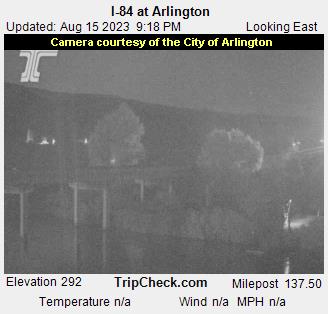 I-84 at Arlington
Updated: Aug 15 2023 9:18 PM Looking East
Camera courtesy of the City of Arlington
Elevation 292 TripCheck.com Milepost 137.50
Temperature n/a Wind n/a MPH n/a